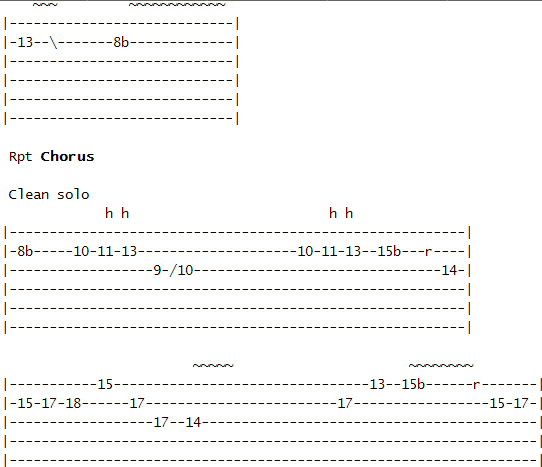 ~~~         ~~~~~~~~~~~~
|----------------------------|
|-13--\-------8b-------------|
|----------------------------|
|----------------------------|
|----------------------------|
|----------------------------|
Rpt Chorus
Clean solo
             h h                         h h
|---------------------------------------------------------|
|-8b-----10-11-13--------------------10-11-13--15b---r----|
|------------------9-/10-------------------------------14-|
|---------------------------------------------------------|
|---------------------------------------------------------|
|---------------------------------------------------------|
                        ~~~~~                      ~~~~~~~~
|-----------15--------------------------------13--15b------r-------|
|-15-17-18------17------------------------17-----------------15-17-|
|------------------17--14------------------------------------------|
|------------------------------------------------------------------|
|------------------------------------------------------------------|